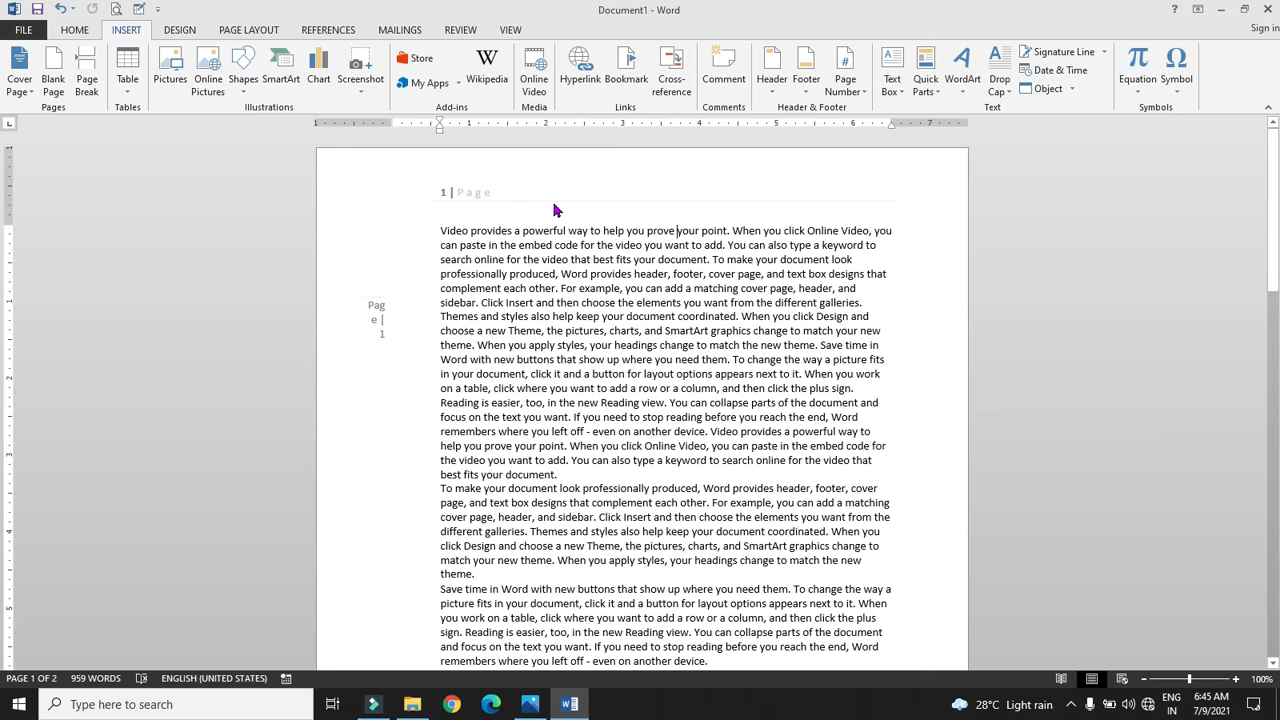 Document1 - Word
FILE HOME INSERT DESIGN PAGE LAYOUT REFERENCES MAILINGS REVIEW VIEW Sign in
Cover Page
Blank Page
Page Break
Pages
Table
Tables
Pictures
Online Pictures
Shapes
SmartArt
Chart
Screenshot
Illustrations
Store
My Apps
Wikipedia
Add-ins
Online Video
Media
Hyperlink
Bookmark
Cross-reference
Links
Comment
Comments
Header
Footer
Page Number
Header & Footer
Text Box
Quick Parts
WordArt
Drop Cap
Signature Line
Date & Time
Object
Text
Equation
Symbol
Symbols
1 1 2 3 4 5 6 7
1 | Page
Video provides a powerful way to help you prove your point. When you click Online Video, you
can paste in the embed code for the video you want to add. You can also type a keyword to
search online for the video that best fits your document. To make your document look
professionally produced, Word provides header, footer, cover page, and text box designs that
complement each other. For example, you can add a matching cover page, header, and
sidebar. Click Insert and then choose the elements you want from the different galleries.
Themes and styles also help keep your document coordinated. When you click Design and
choose a new Theme, the pictures, charts, and SmartArt graphics change to match your new
theme. When you apply styles, your headings change to match the new theme. Save time in
Word with new buttons that show up where you need them. To change the way a picture fits
in your document, click it and a button for layout options appears next to it. When you work
on a table, click where you want to add a row or a column, and then click the plus sign.
Reading is easier, too, in the new Reading view. You can collapse parts of the document and
focus on the text you want. If you need to stop reading before you reach the end, Word
remembers where you left off - even on another device. Video provides a powerful way to
help you prove your point. When you click Online Video, you can paste in the embed code for
the video you want to add. You can also type a keyword to search online for the video that
best fits your document.
To make your document look professionally produced, Word provides header, footer, cover
page, and text box designs that complement each other. For example, you can add a matching
cover page, header, and sidebar. Click Insert and then choose the elements you want from the
different galleries. Themes and styles also help keep your document coordinated. When you
click Design and choose a new Theme, the pictures, charts, and SmartArt graphics change to
match your new theme. When you apply styles, your headings change to match the new
theme.
Save time in Word with new buttons that show up where you need them. To change the way a
picture fits in your document, click it and a button for layout options appears next to it. When
you work on a table, click where you want to add a row or a column, and then click the plus
sign. Reading is easier, too, in the new Reading view. You can collapse parts of the document
and focus on the text you want. If you need to stop reading before you reach the end, Word
remembers where you left off - even on another device.
Pag
e |
1
PAGE 1 OF 2 959 WORDS ENGLISH (UNITED STATES) 100%
Type here to search
28°C Light rain
ENG
IN
6:45 AM
7/9/2021